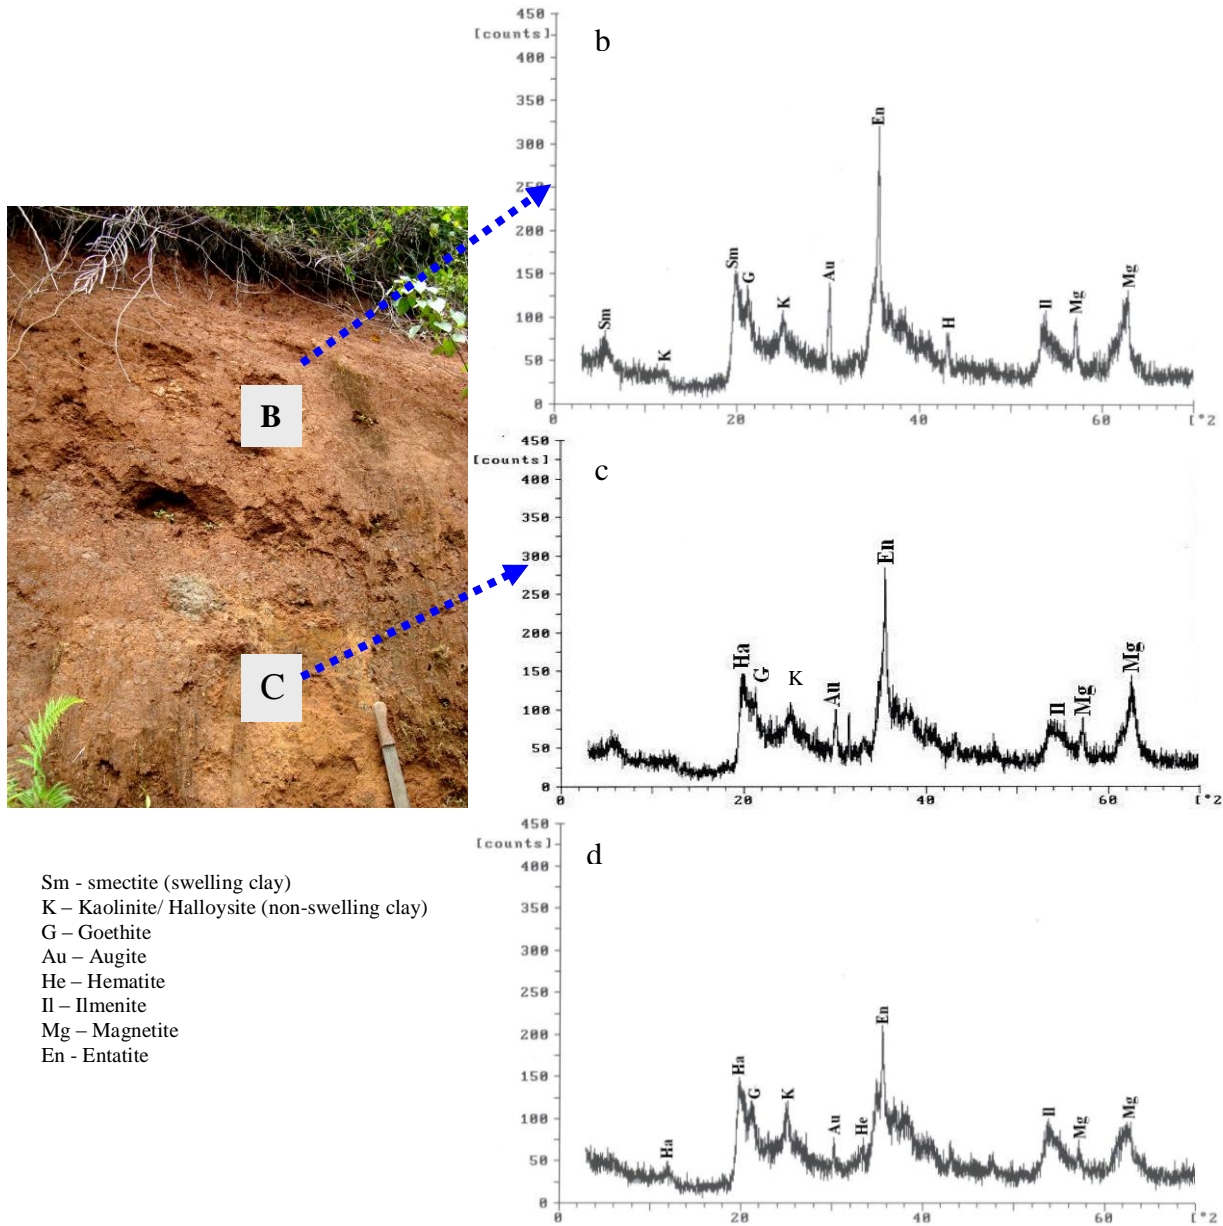 b
[counts]
450
400
350
300
250
200
150
100
50
0
20
40
60
[°2
Sm
K
Sm
G
K
Au
En
H
Il
Mg
Mg
B
C
c
450
[counts]
400
350
300
250
200
150
100
50
0
0
20
40
60
[°2
Ha
G
K
Au
En
Il
Mg
Mg
d
450
[counts]
400
350
300
250
200
150
100
50
0
0
20
40
60
[°2
Ha
Ha
G
K
Au
He
En
Il
Mg
Mg
Sm - smectite (swelling clay)
K – Kaolinite/ Halloysite (non-swelling clay)
G – Goethite
Au – Augite
He – Hematite
Il – Ilmenite
Mg – Magnetite
En - Entatite